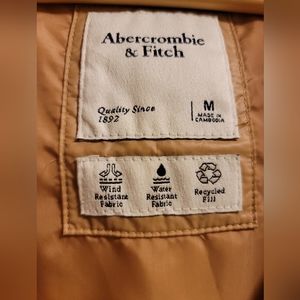 Abercrombie
& Fitch
Quality Since
1892
M
MADE IN
CAMBODIA
Wind
Resistant
Fabric
Water
Resistant
Fabric
Recycled
Fill